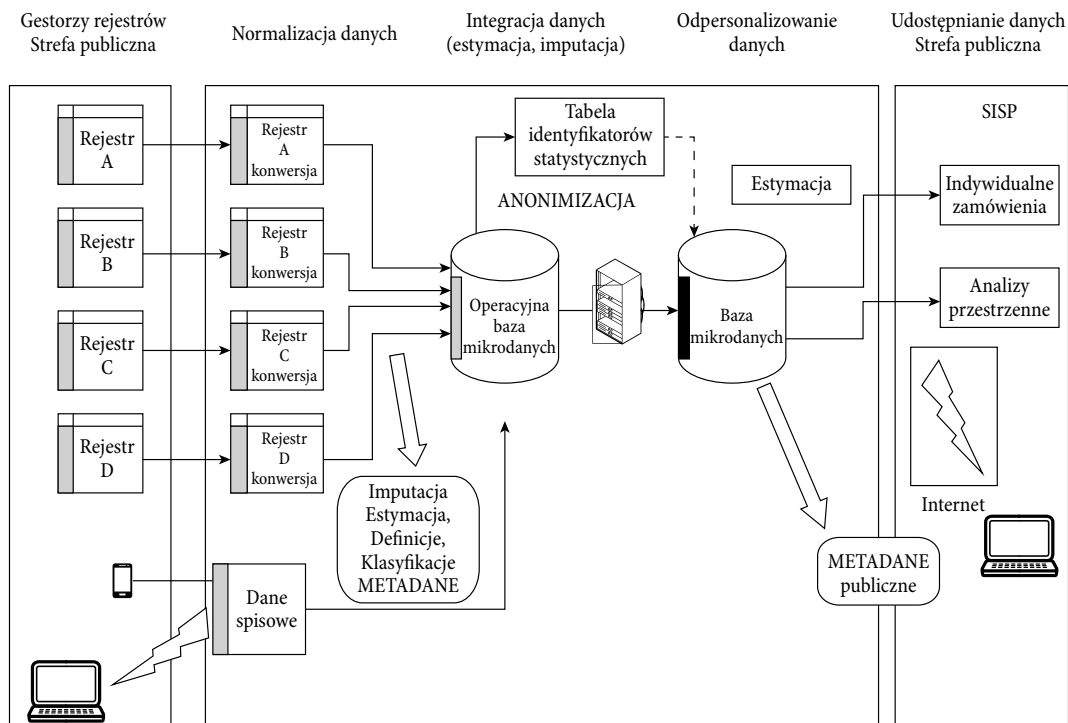 Gestorzy rejestrów
Strefa publiczna
Normalizacja danych
Integracja danych
(estymacja, imputacja)
Odpersonalizowanie
danych
Udostępnianie danych
Strefa publiczna
Rejestr
A
Rejestr
A
konwersja
Tabela
identyfikatorów
statystycznych
SISP
ANONIMIZACJA
Estymacja
Indywidualne
zamówienia
Rejestr
B
Rejestr
B
konwersja
Operacyjna
baza
mikrodanych
Baza
mikrodanych
Analizy
przestrzenne
Rejestr
C
Rejestr
C
konwersja
Rejestr
D
Rejestr
D
konwersja
Imputacja
Estymacja,
Definicje,
Klasyfikacje
METADANE
Internet
METADANE
publiczne
Dane
spisowe